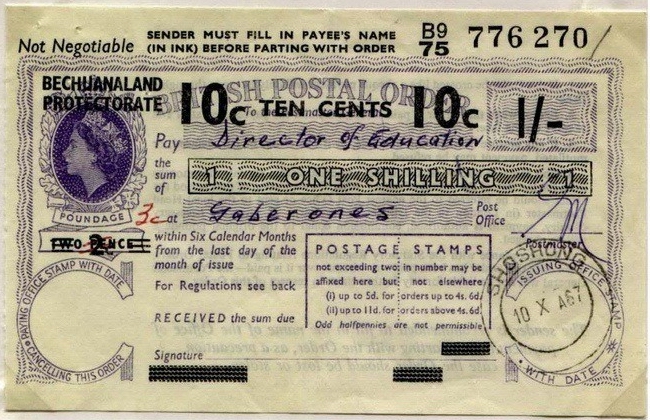 Not Negotiable
SENDER MUST FILL IN PAYEE'S NAME
(IN INK) BEFORE PARTING WITH ORDER
B9
75
776270
BECHUANALAND
PROTECTORATE
BRITISH POSTAL ORDER
10c TEN CENTS 10c
1/-
Pay Director of Education
the sum of
1 ONE SHILLING 1
POUNDAGE
3c at Gaberones Post Office
TWO PENCE
2c
Postmaster
within Six Calendar Months
from the last day of the
month of issue
For Regulations see back
RECEIVED the sum due
Signature
POSTAGE STAMPS
not exceeding two in number may be
affixed here but not elsewhere
(i) up to 5d. for orders up to 4s. 6d.
(ii) up to 11d. for orders above 4s. 6d.
Odd halfpennies are not permissible
PAYING OFFICE STAMP WITH DATE
CANCELLING THIS ORDER
ISSUING OFFICE STAMP
WITH DATE
SHOSHONG
10 X A67